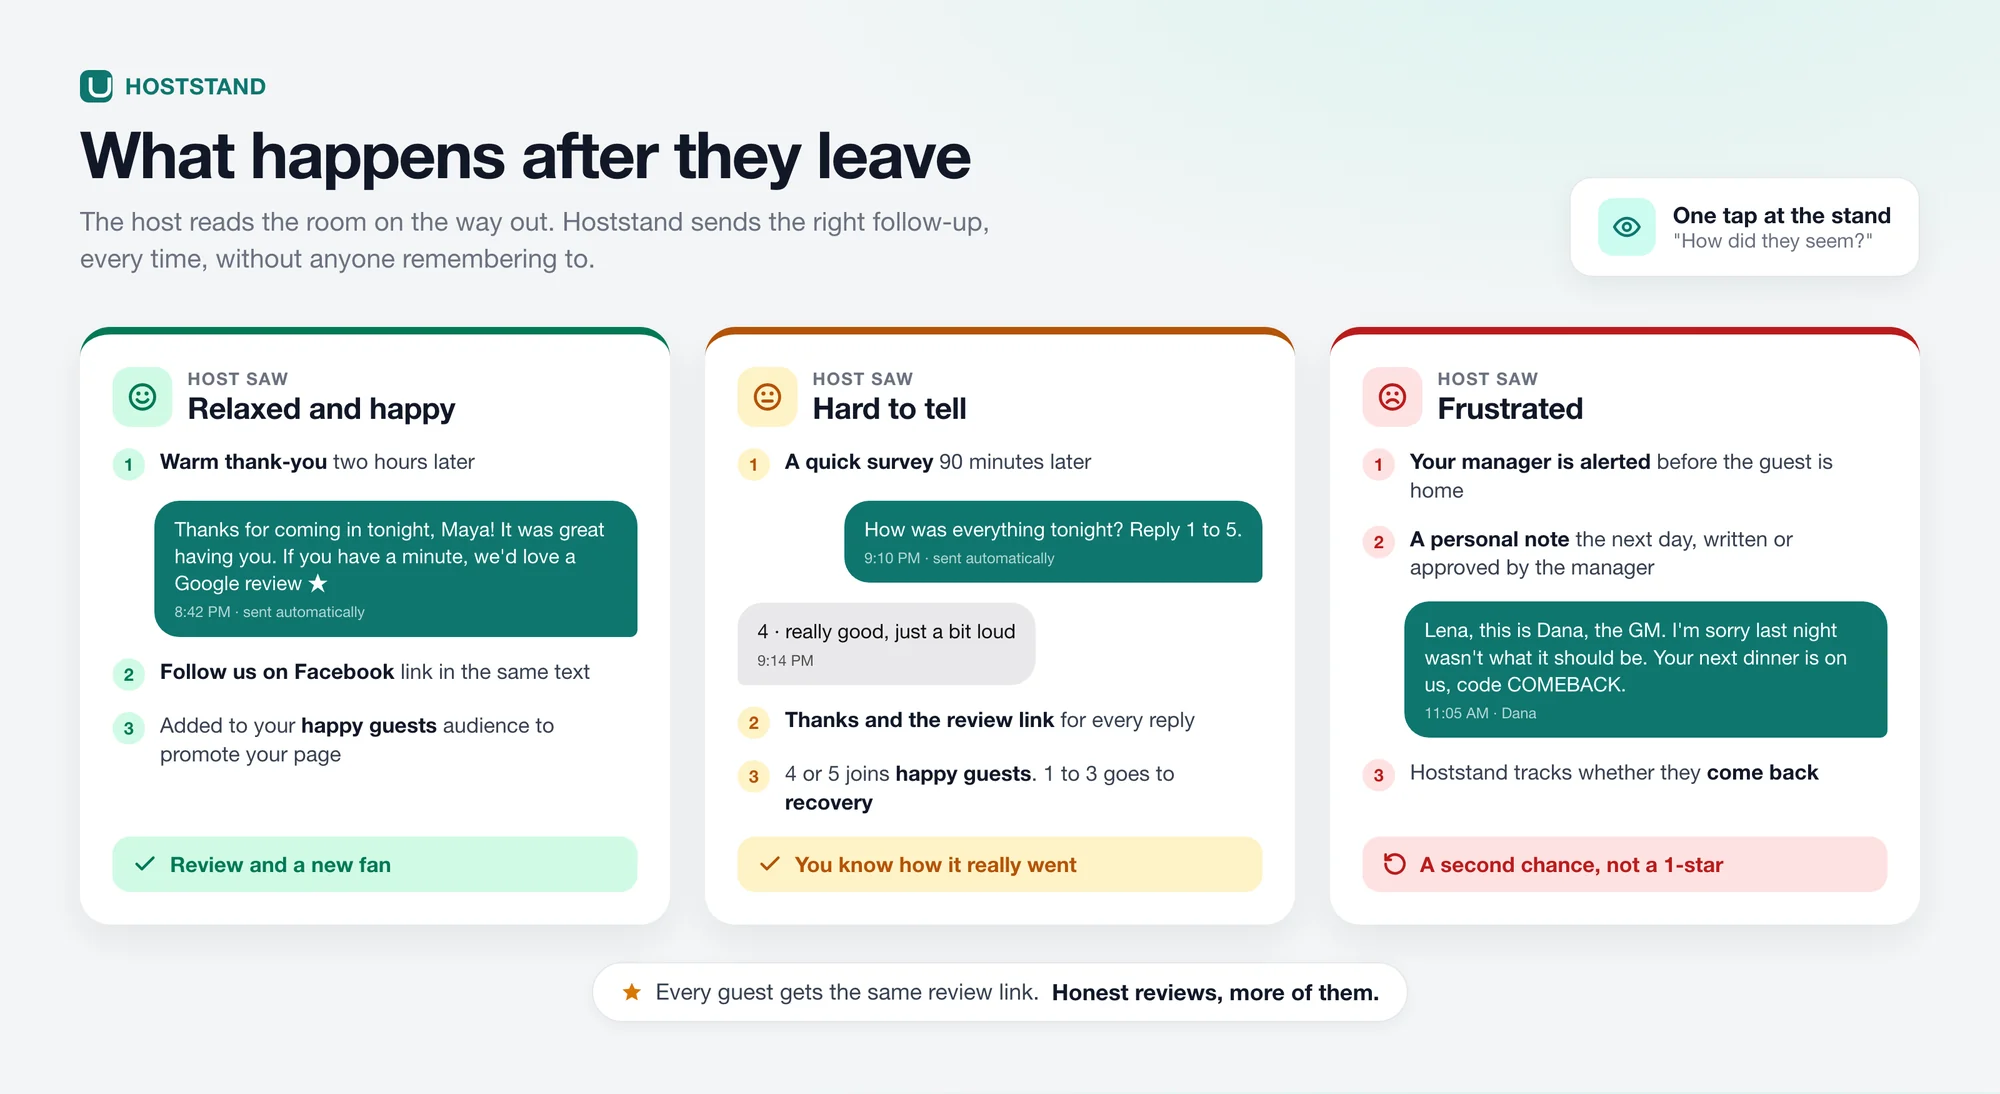 HOSTSTAND
What happens after they leave
The host reads the room on the way out. Hoststand sends the right follow-up,
every time, without anyone remembering to.
One tap at the stand
"How did they seem?"
HOST SAW
Relaxed and happy
1 Warm thank-you two hours later
Thanks for coming in tonight, Maya! It was great
having you. If you have a minute, we'd love a
Google review ★
8:42 PM · sent automatically
2 Follow us on Facebook link in the same text
3 Added to your happy guests audience to
promote your page
Review and a new fan
HOST SAW
Hard to tell
1 A quick survey 90 minutes later
How was everything tonight? Reply 1 to 5.
9:10 PM · sent automatically
4 · really good, just a bit loud
9:14 PM
2 Thanks and the review link for every reply
3 4 or 5 joins happy guests. 1 to 3 goes to
recovery
You know how it really went
HOST SAW
Frustrated
1 Your manager is alerted before the guest is
home
2 A personal note the next day, written or
approved by the manager
Lena, this is Dana, the GM. I'm sorry last night
wasn't what it should be. Your next dinner is on
us, code COMEBACK.
11:05 AM · Dana
3 Hoststand tracks whether they come back
A second chance, not a 1-star
★ Every guest gets the same review link. Honest reviews, more of them.